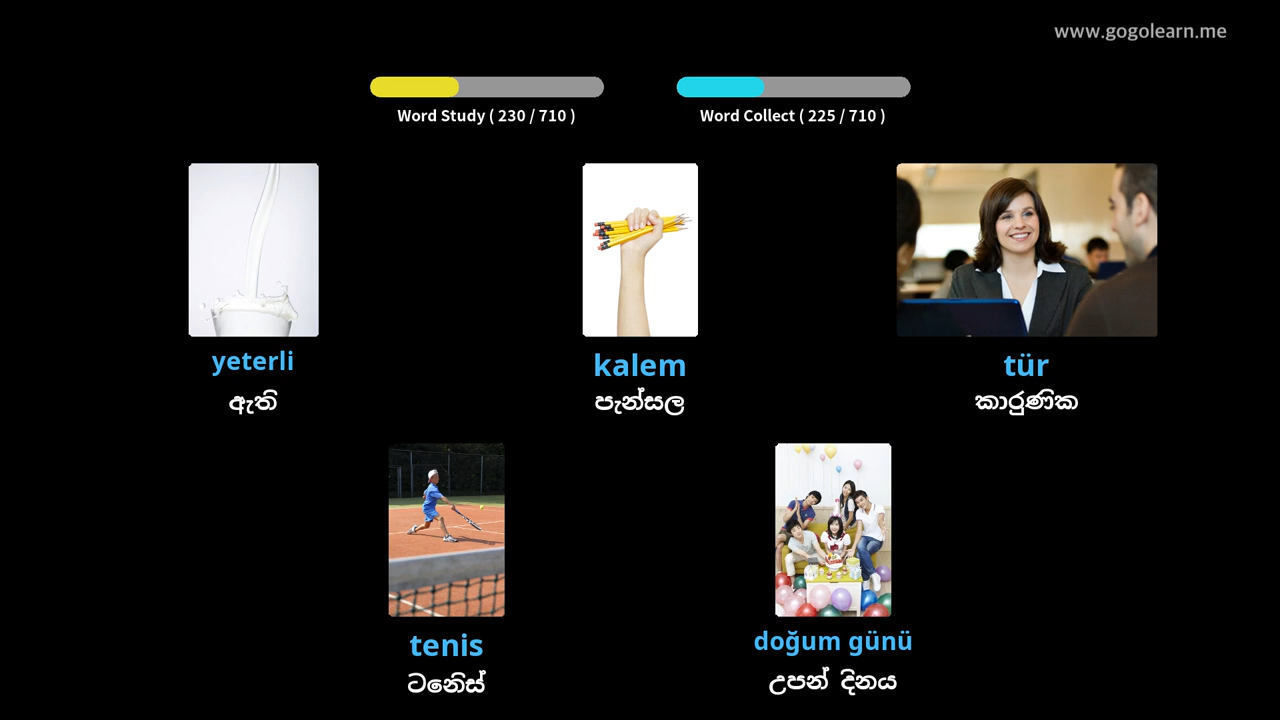 www.gogolearn.me
Word Study ( 230 / 710 )
Word Collect ( 225 / 710 )
yeterli
ඇති
kalem
පැන්සල
tür
කාරුණික
tenis
ටෙනිස්
doğum günü
උපන් දිනය